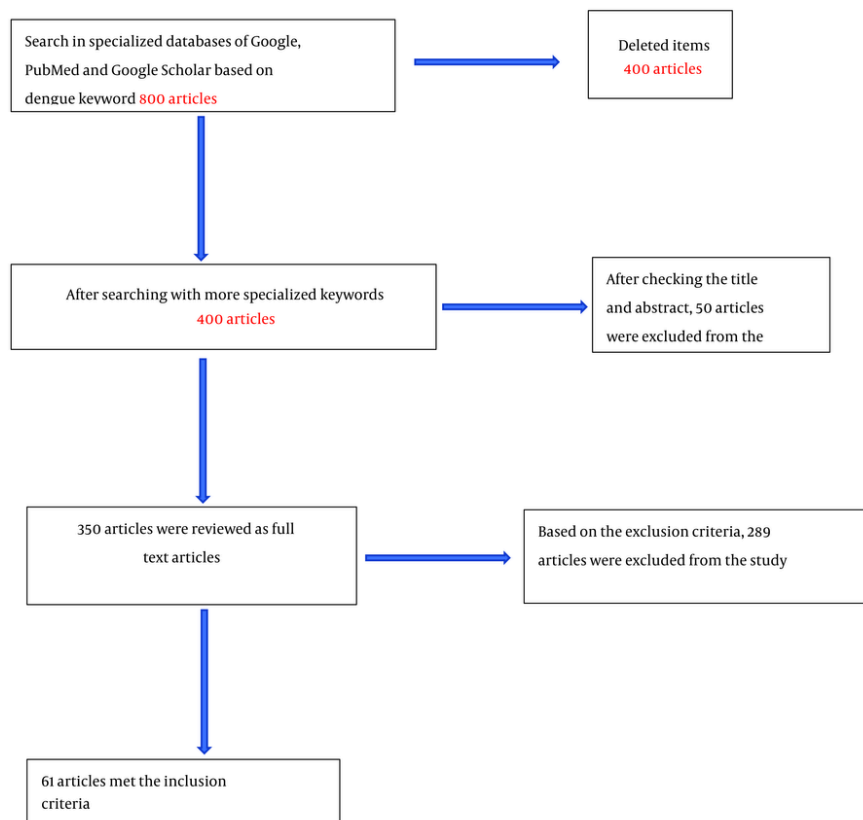 Search in specialized databases of Google,
PubMed and Google Scholar based on
dengue keyword 800 articles
Deleted items
400 articles
After searching with more specialized keywords
400 articles
After checking the title
and abstract, 50 articles
were excluded from the
350 articles were reviewed as full
text articles
Based on the exclusion criteria, 289
articles were excluded from the study
61 articles met the inclusion
criteria